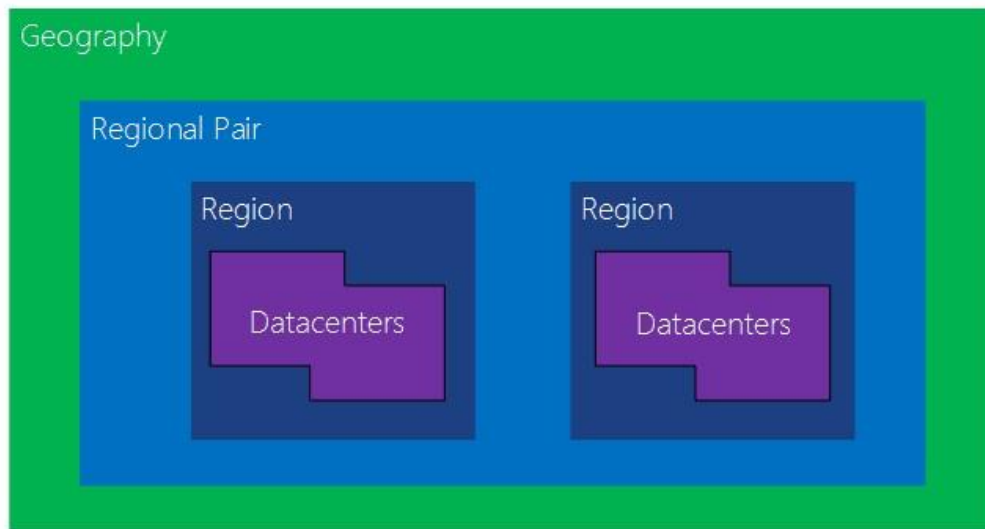 Geography
Regional Pair
Region
Region
Datacenters
Datacenters